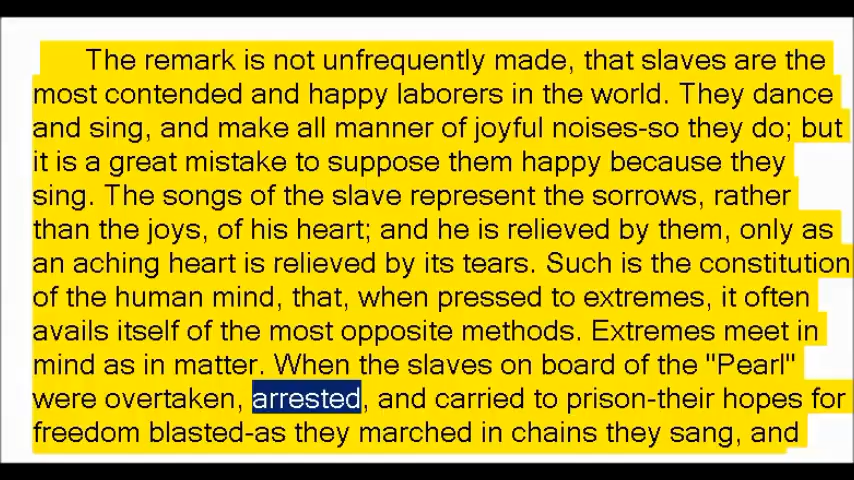 The remark is not unfrequently made, that slaves are the
most contended and happy laborers in the world. They dance
and sing, and make all manner of joyful noises-so they do; but
it is a great mistake to suppose them happy because they
sing. The songs of the slave represent the sorrows, rather
than the joys, of his heart; and he is relieved by them, only as
an aching heart is relieved by its tears. Such is the constitution
of the human mind, that, when pressed to extremes, it often
avails itself of the most opposite methods. Extremes meet in
mind as in matter. When the slaves on board of the "Pearl"
were overtaken, arrested, and carried to prison-their hopes for
freedom blasted-as they marched in chains they sang, and